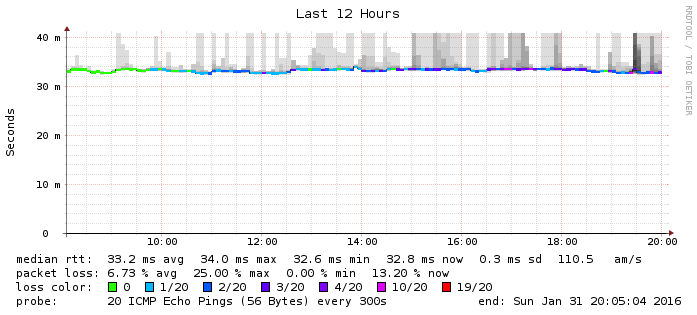 Last 12 Hours
RRDTOOL / TOBI OETIKER
Seconds
40 m
30 m
20 m
10 m
0
10:00 12:00 14:00 16:00 18:00 20:00
median rtt: 33.2 ms avg 34.0 ms max 32.6 ms min 32.8 ms now 0.3 ms sd 110.5 am/s
packet loss: 6.73 % avg 25.00 % max 0.00 % min 13.20 % now
loss color: 0 1/20 2/20 3/20 4/20 10/20 19/20
probe: 20 ICMP Echo Pings (56 Bytes) every 300s end: Sun Jan 31 20:05:04 2016